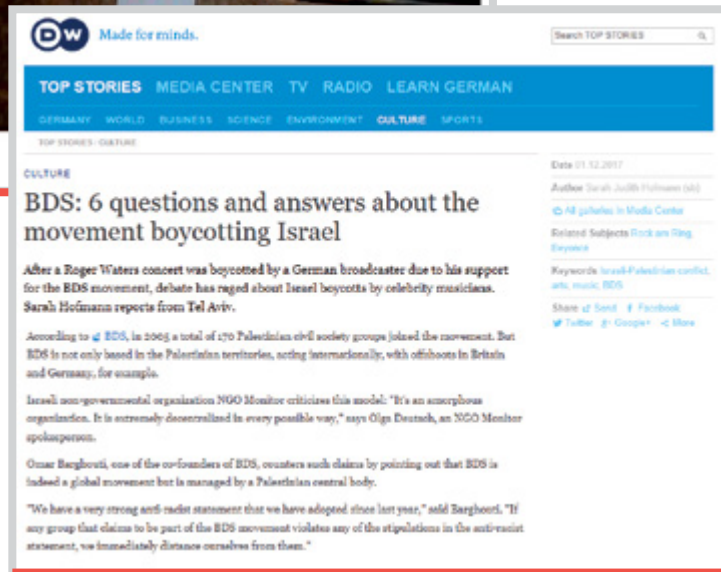 DW Made for minds.
Search TOP STORIES
TOP STORIES MEDIA CENTER TV RADIO LEARN GERMAN
GERMANY WORLD BUSINESS SCIENCE ENVIRONMENT CULTURE SPORTS
TOP STORIES / CULTURE
CULTURE
BDS: 6 questions and answers about the
movement boycotting Israel
After a Roger Waters concert was boycotted by a German broadcaster due to his support
for the BDS movement, debate has raged about Israel boycotts by celebrity musicians.
Sarah Hofmann reports from Tel Aviv.
According to BDS, in 2005 a total of 170 Palestinian civil society groups joined the movement. But
BDS is not only based in the Palestinian territories, acting internationally, with offshoots in Britain
and Germany, for example.
Israeli non-governmental organization NGO Monitor criticizes this model: "It's an amorphous
organization. It is extremely decentralized in every possible way," says Olga Deutsch, an NGO Monitor
spokesperson.
Omar Barghouti, one of the co-founders of BDS, counters such claims by pointing out that BDS is
indeed a global movement but is managed by a Palestinian central body.
"We have a very strong anti-racist statement that we have adopted since last year," said Barghouti. "If
any group that claims to be part of the BDS movement violates any of the stipulations in the anti-racist
statement, we immediately distance ourselves from them."
Date 01.12.2017
Author Sarah Judith Hofmann (sh)
All galleries in Media Center
Related Subjects Rock am Ring,
Beyoncé
Keywords Israeli-Palestinian conflict,
arts, music, BDS
Share Send Facebook
Twitter Google+ More